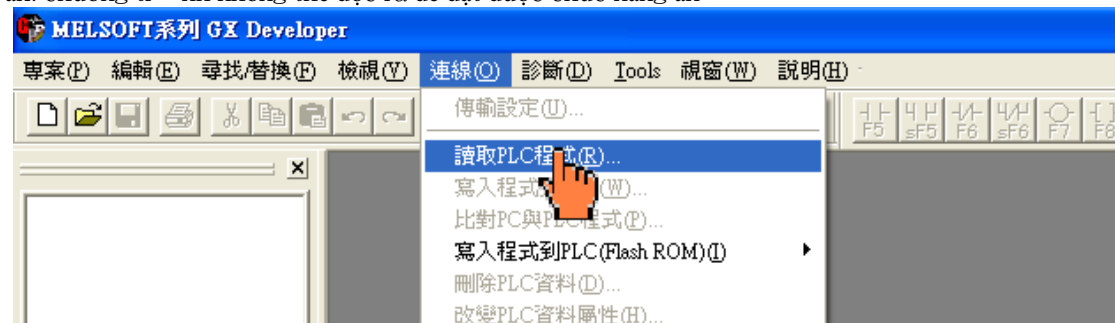 MELSOFT系列 GX Developer
專案(P) 編輯(E) 尋找/替換(F) 檢視(V) 連線(O) 診斷(D) Tools 視窗(W) 說明(H)
傳輸設定(U)...
F5 sF5 F6 sF6 F7 F8
讀取PLC程式(R)...
寫入程式 (W)...
比對PC與PLC程式(P)...
寫入程式到PLC(Flash ROM)(I)
刪除PLC資料(D)...
改變PLC資料屬性(H)...